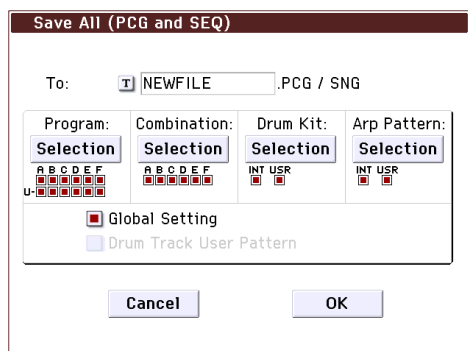 Save All (PCG and SEQ)
To: T NEWFILE .PCG / SNG
Program: Combination: Drum Kit: Arp Pattern:
Selection Selection Selection Selection
A B C D E F A B C D E F INT USR INT USR
U-
Global Setting
Drum Track User Pattern
Cancel OK